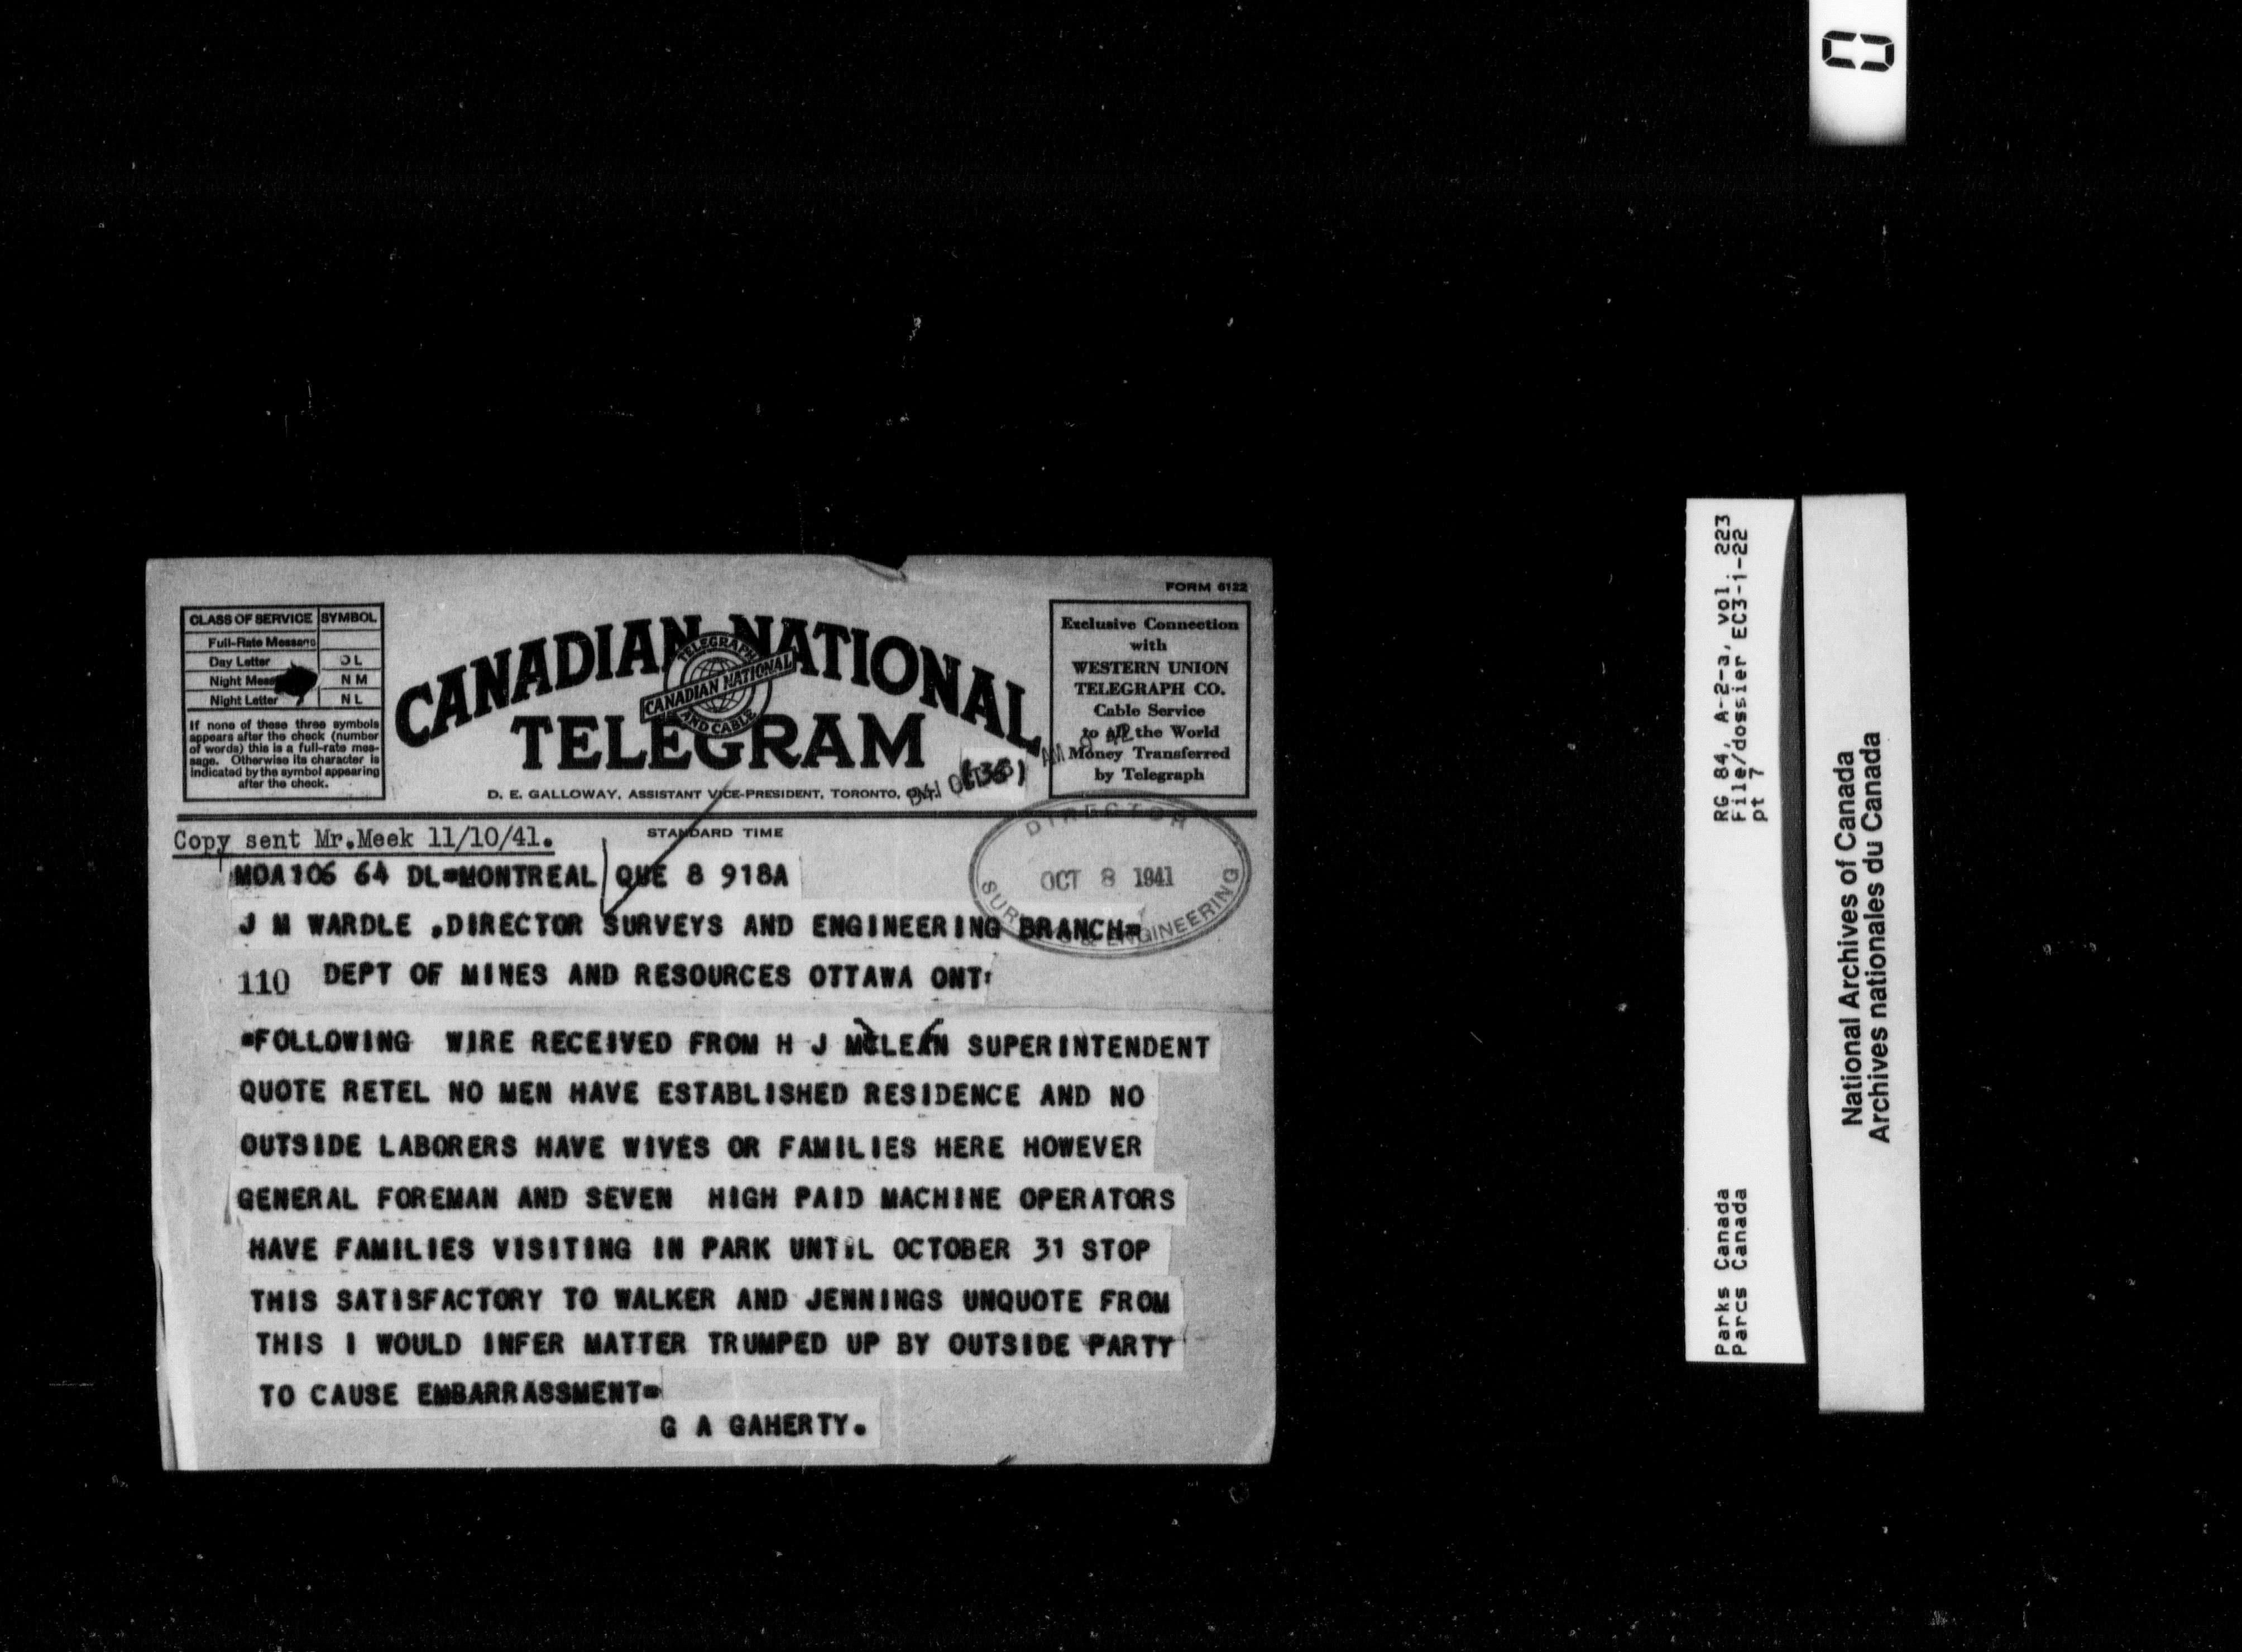 FORM 6122
CLASS OF SERVICE SYMBOL
Full-Rate Message
Day Letter DL
Night Mess NM
Night Letter NL
If none of these three symbols
appears after the check (number
of words) this is a full-rate mes-
sage. Otherwise its character is
indicated by the symbol appearing
after the check.
CANADIAN NATIONAL
TELEGRAM
TELEGRAPH
CANADIAN NATIONAL
AND CABLE
D. E. GALLOWAY, ASSISTANT VICE-PRESIDENT, TORONTO,
Exclusive Connection
with
WESTERN UNION
TELEGRAPH CO.
Cable Service
to all the World
Money Transferred
by Telegraph
Copy sent Mr.Meek 11/10/41.
STANDARD TIME
DIRECTOR
OCT 8 1941
SURVEYS & ENGINEERING
MOA106 64 DL=MONTREAL QUE 8 918A
J M WARDLE .DIRECTOR SURVEYS AND ENGINEERING BRANCH=
110 DEPT OF MINES AND RESOURCES OTTAWA ONT:
=FOLLOWING WIRE RECEIVED FROM H J MCLEAN SUPERINTENDENT
QUOTE RETEL NO MEN HAVE ESTABLISHED RESIDENCE AND NO
OUTSIDE LABORERS HAVE WIVES OR FAMILIES HERE HOWEVER
GENERAL FOREMAN AND SEVEN HIGH PAID MACHINE OPERATORS
HAVE FAMILIES VISITING IN PARK UNTIL OCTOBER 31 STOP
THIS SATISFACTORY TO WALKER AND JENNINGS UNQUOTE FROM
THIS I WOULD INFER MATTER TRUMPED UP BY OUTSIDE PARTY
TO CAUSE EMBARRASSMENT=
G A GAHERTY.
RG 84, A-2-a, vol. 223
File/dossier EC3-1-22
pt 7
Parks Canada
Parcs Canada
National Archives of Canada
Archives nationales du Canada